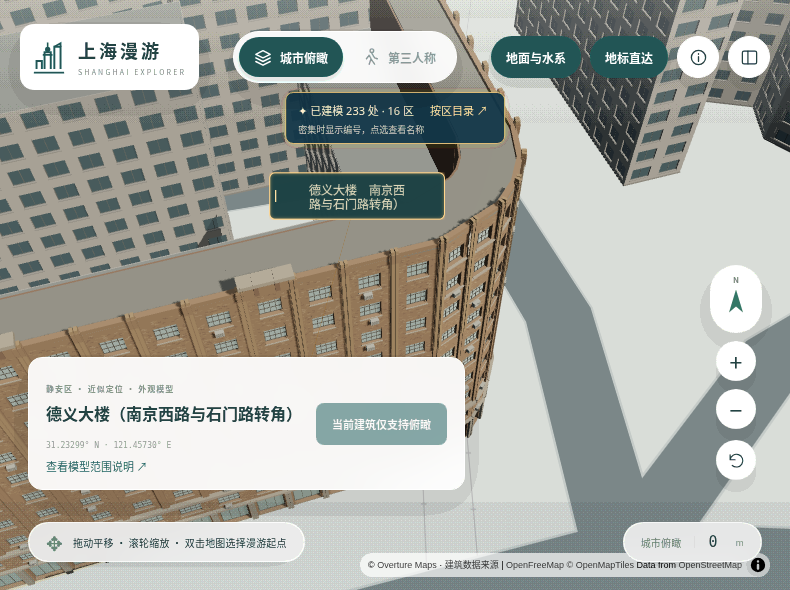 上海漫游
SHANGHAI EXPLORER
城市俯瞰
第三人称
地面与水系
地标直达
✦ 已建模 233 处 · 16 区 按区目录 ↗
密集时显示编号，点选查看名称
德义大楼 南京西
路与石门路转角）
N
静安区 · 近似定位 · 外观模型
德义大楼（南京西路与石门路转角）
当前建筑仅支持俯瞰
31.23299° N · 121.45730° E
查看模型范围说明 ↗
拖动平移 · 滚轮缩放 · 双击地图选择漫游起点
城市俯瞰 0 m
© Overture Maps · 建筑数据来源 | OpenFreeMap © OpenMapTiles Data from OpenStreetMap